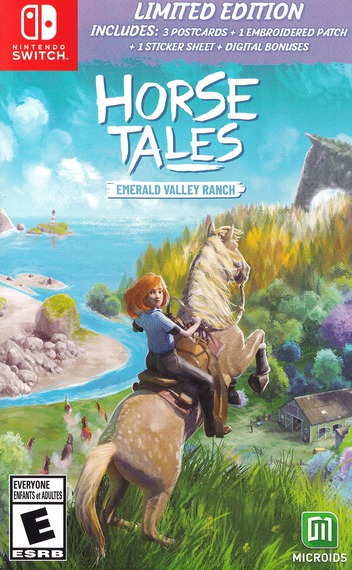 LIMITED EDITION
INCLUDES: 3 POSTCARDS + 1 EMBROIDERED PATCH
+ 1 STICKER SHEET + DIGITAL BONUSES
NINTENDO
SWITCH™
HORSE
TALES
EMERALD VALLEY RANCH
EVERYONE
ENFANTS et ADULTES
E
ESRB
MICROIDS